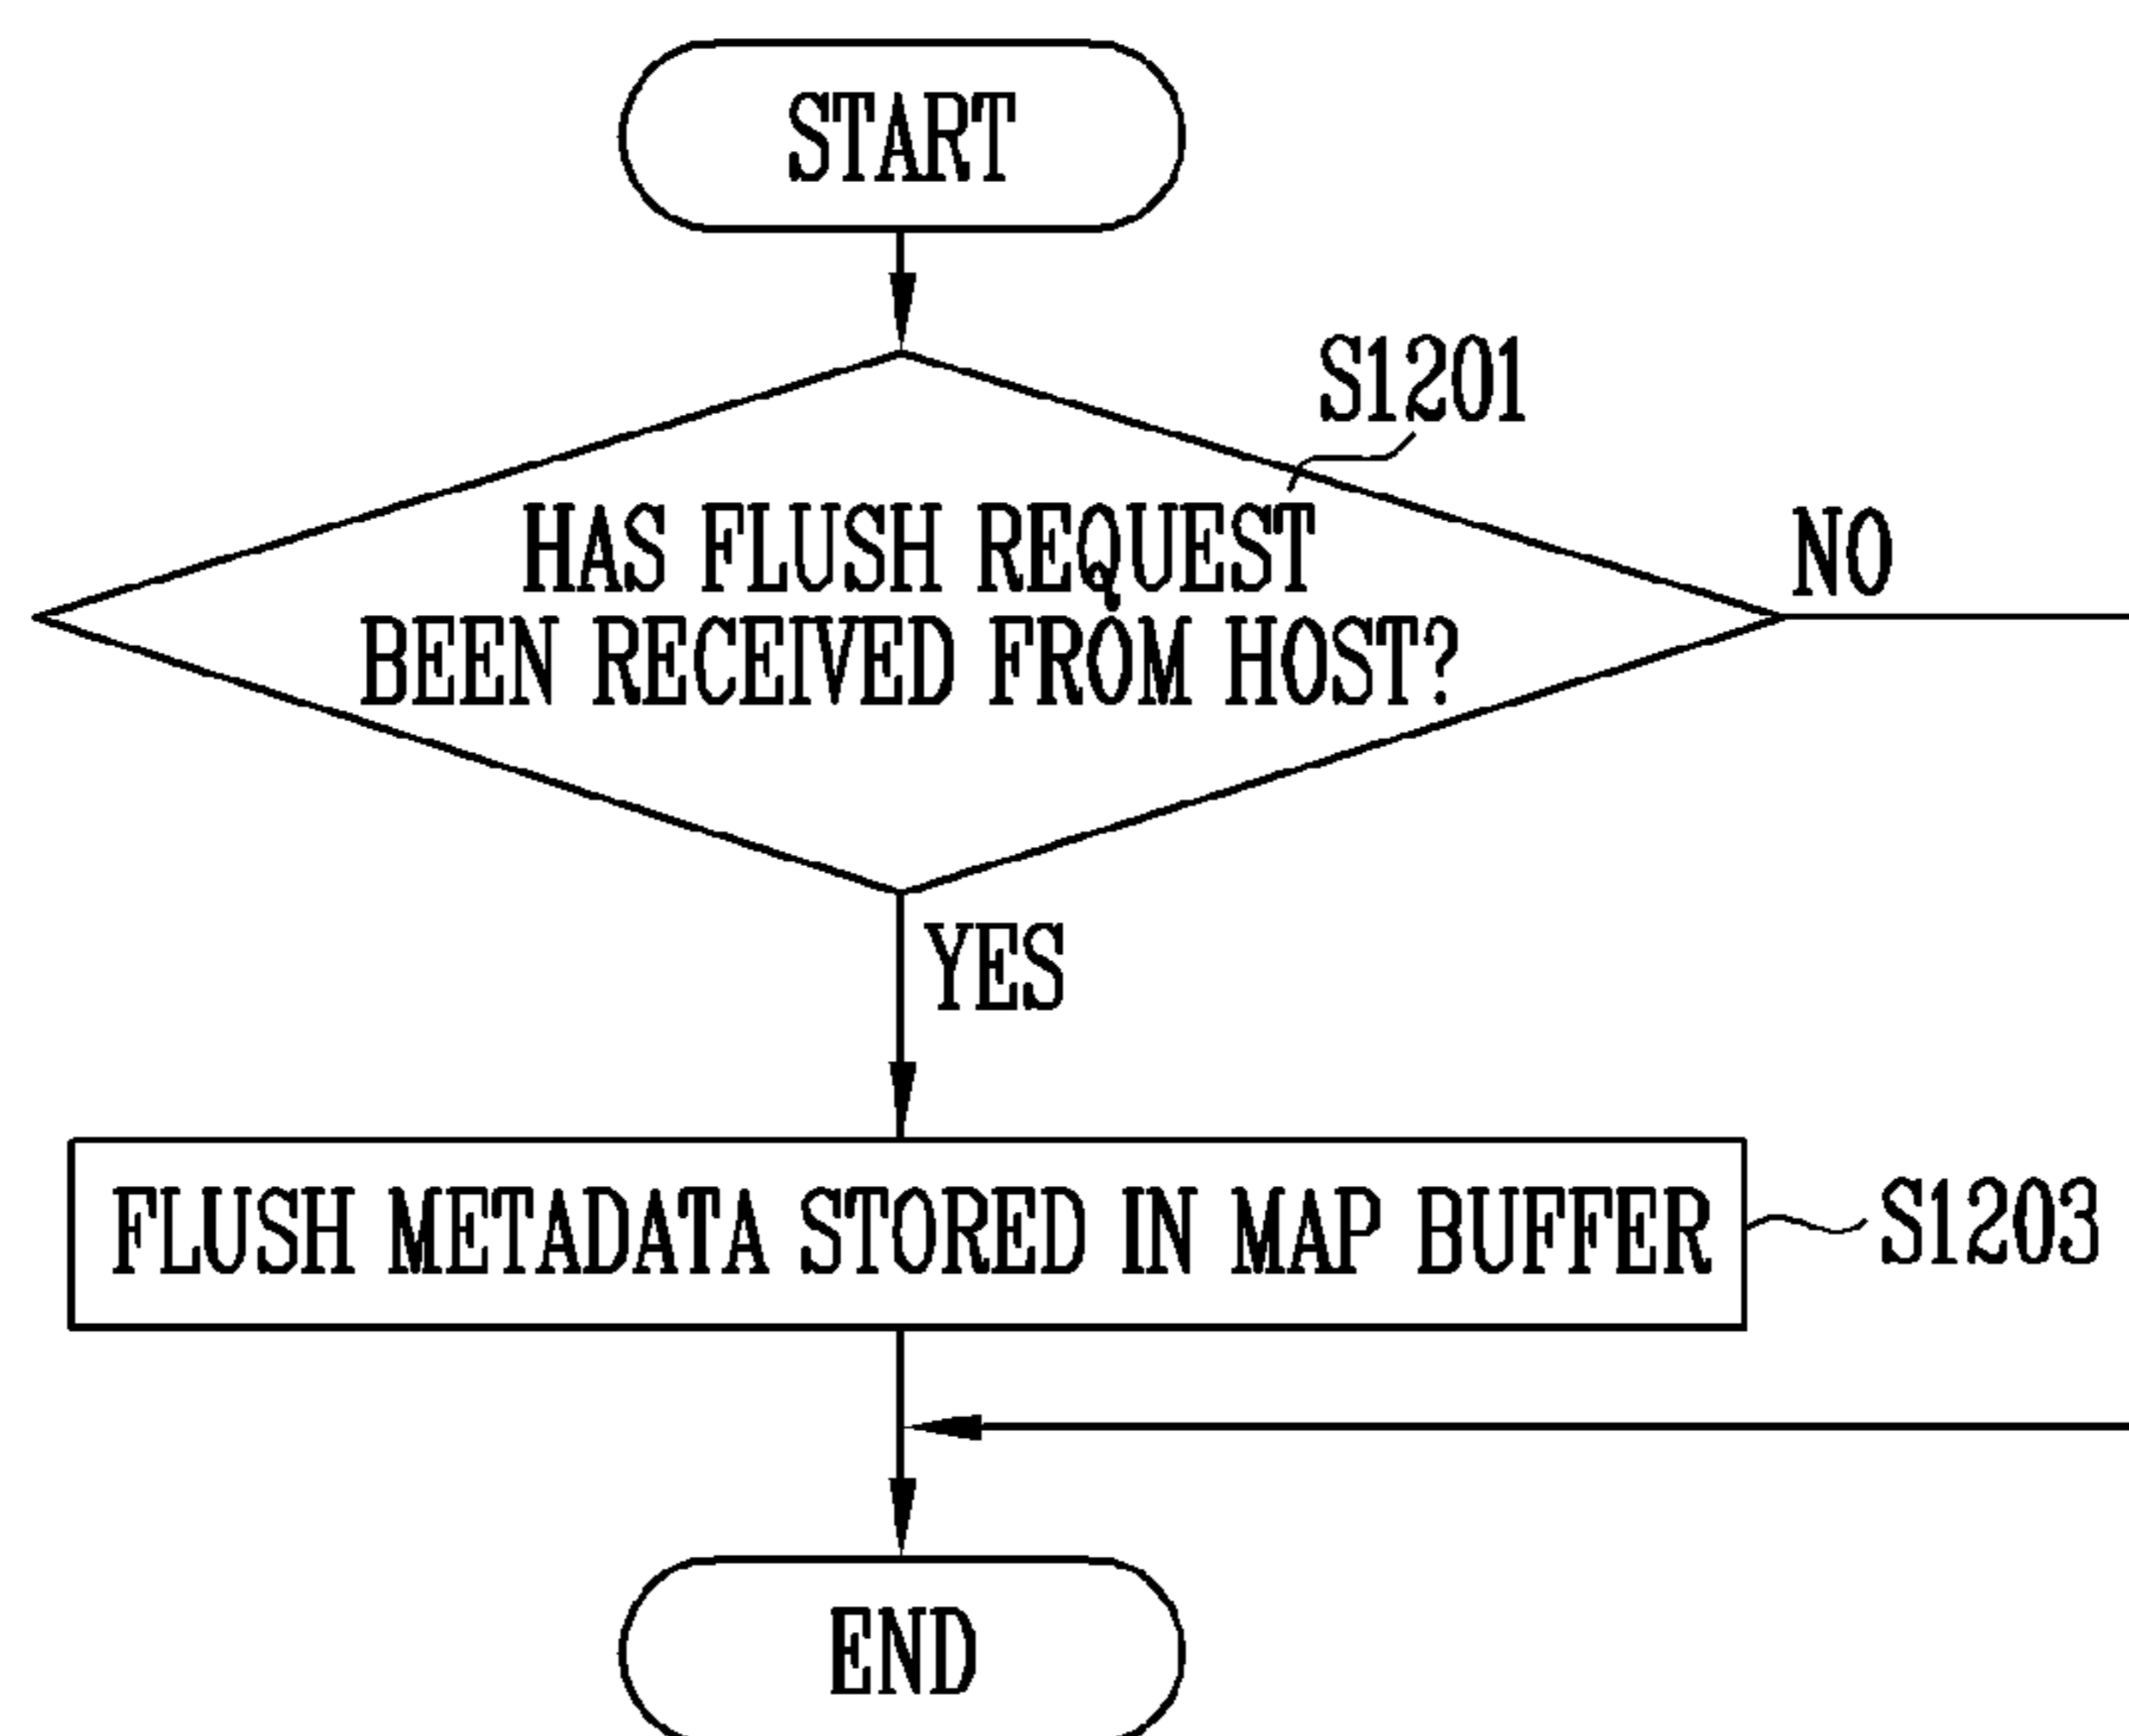 START
S1201
HAS FLUSH REQUEST
BEEN RECEIVED FROM HOST?
NO
YES
FLUSH METADATA STORED IN MAP BUFFER
S1203
END